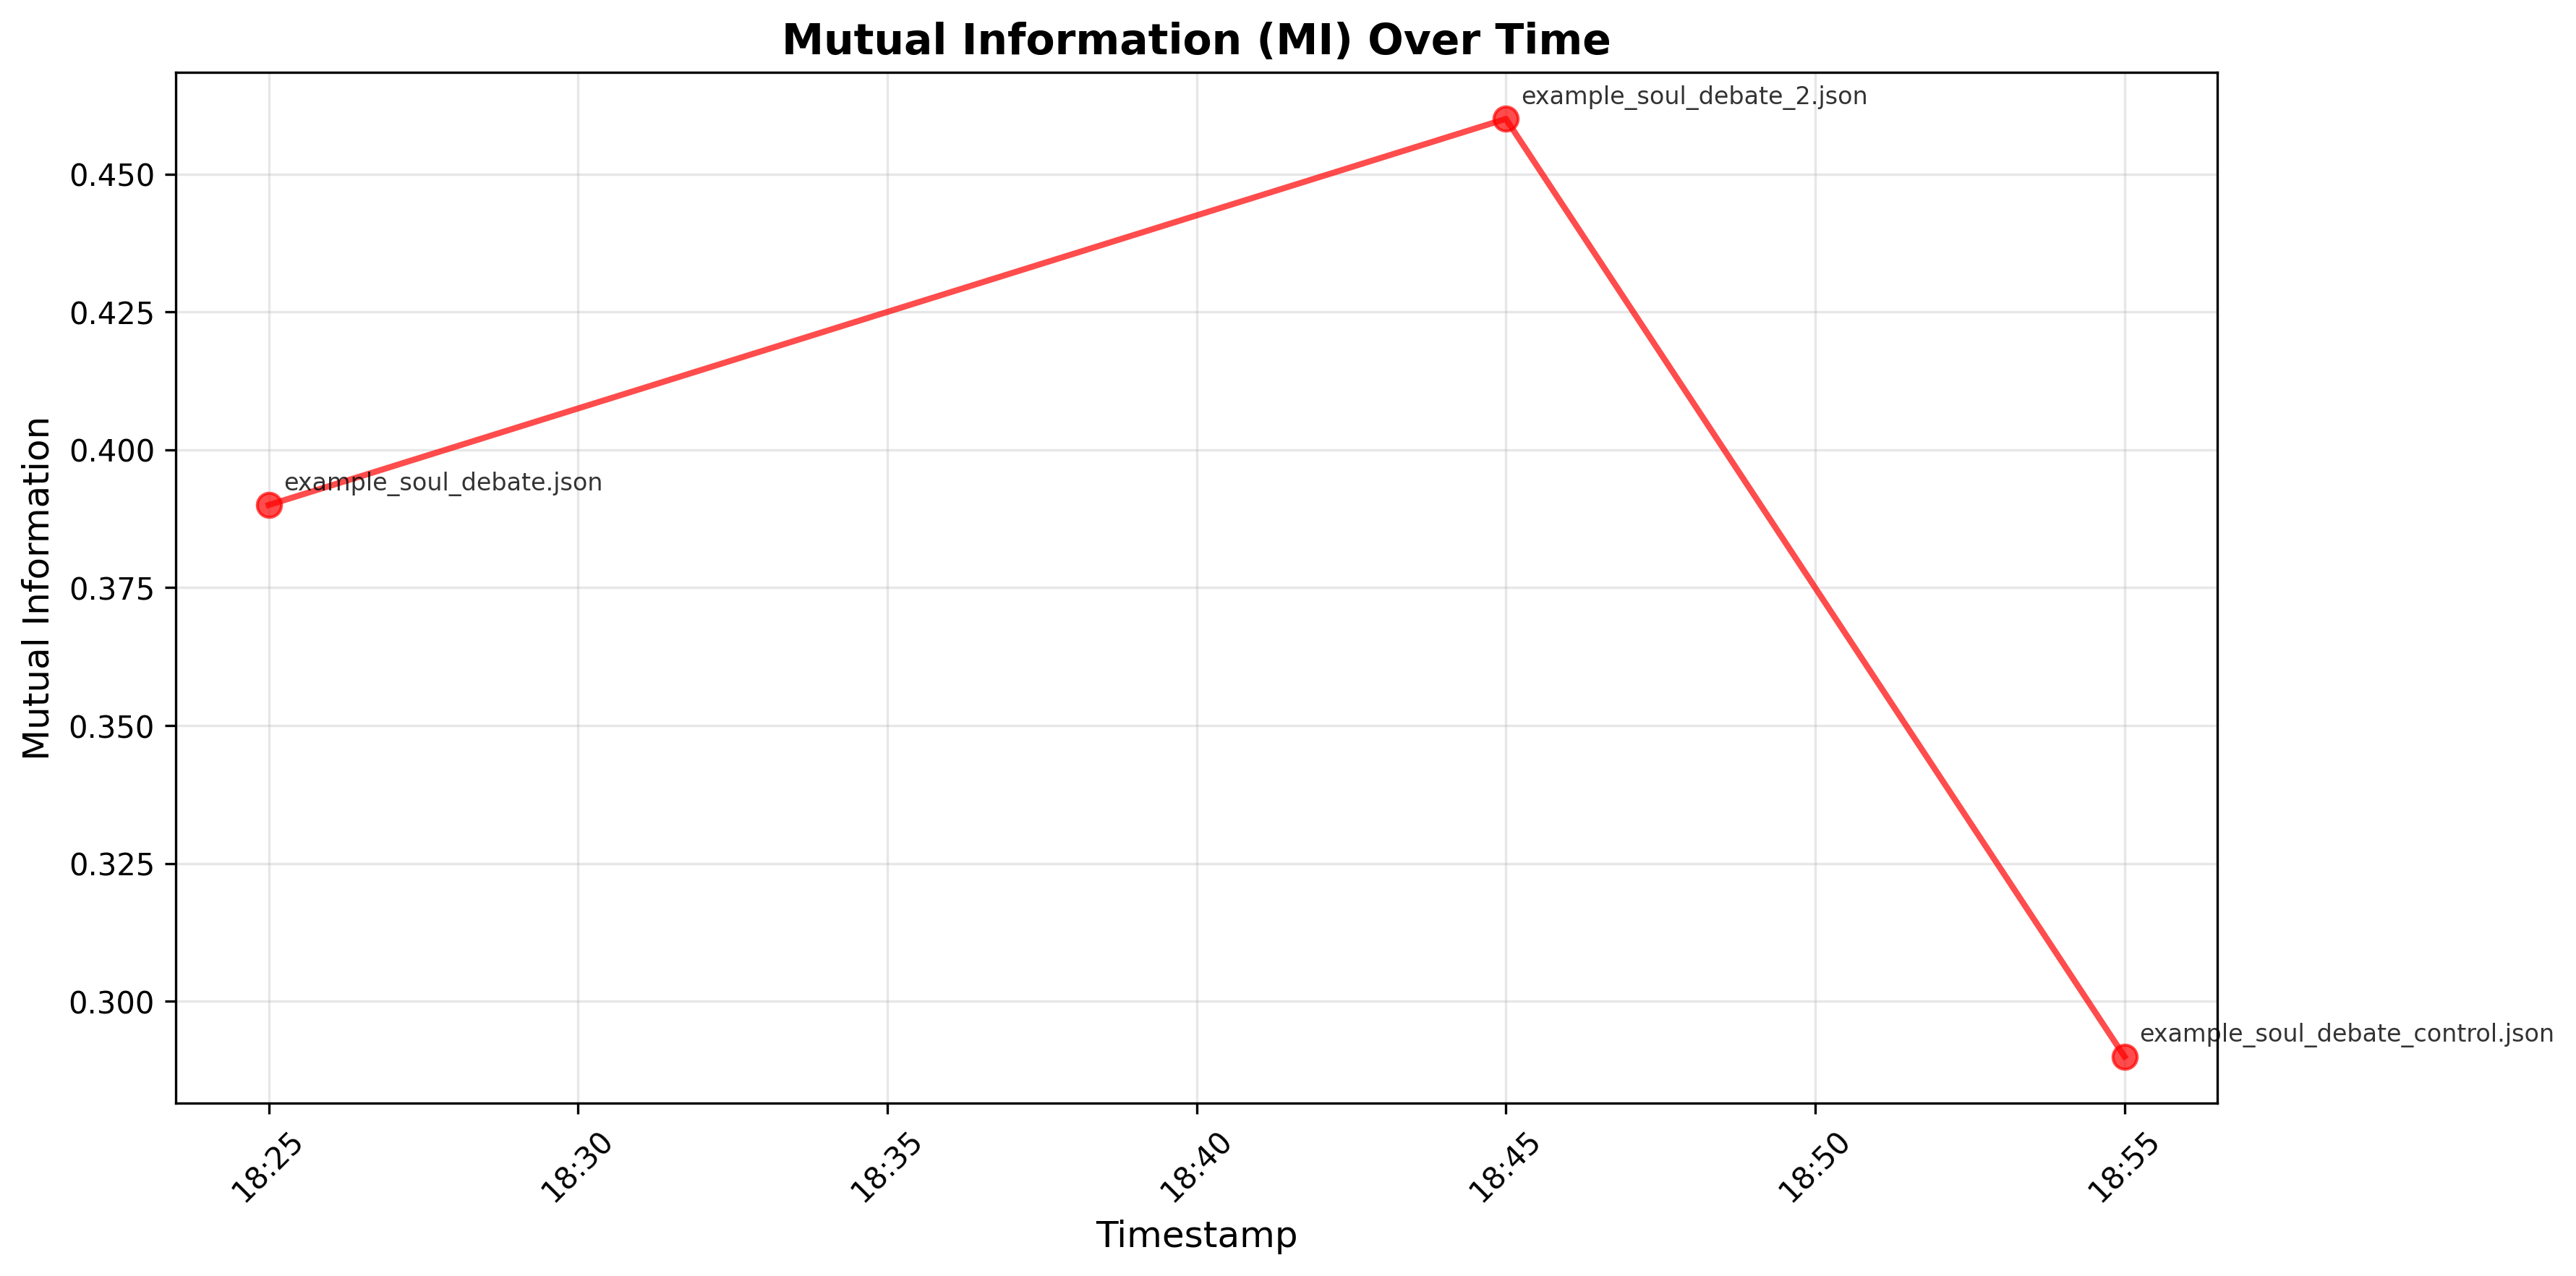 Mutual Information (MI) Over Time
example_soul_debate_2.json
0.450
0.425
0.400
example_soul_debate.json
0.375
0.350
0.325
0.300
example_soul_debate_control.json
Mutual Information
18:25
18:30
18:35
18:40
18:45
18:50
18:55
Timestamp